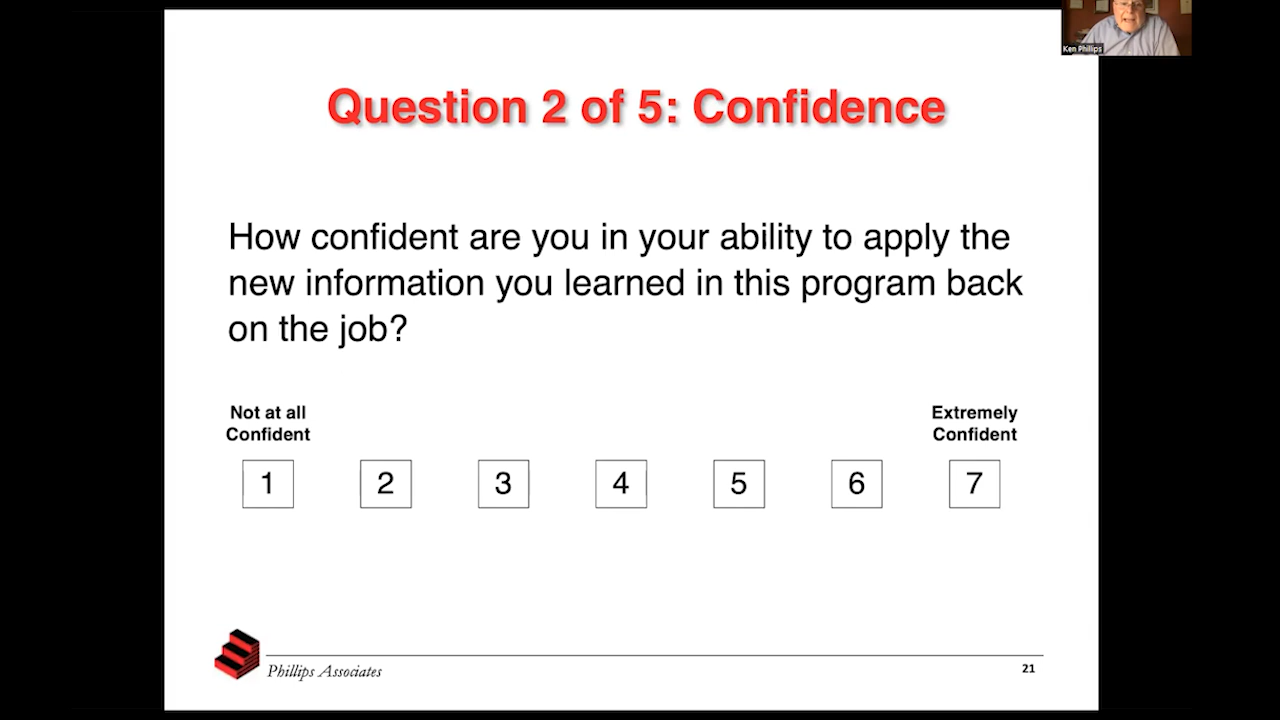 Ken Phillips
Question 2 of 5: Confidence
How confident are you in your ability to apply the
new information you learned in this program back
on the job?
Not at all
Confident
Extremely
Confident
1 2 3 4 5 6 7
Phillips Associates
21